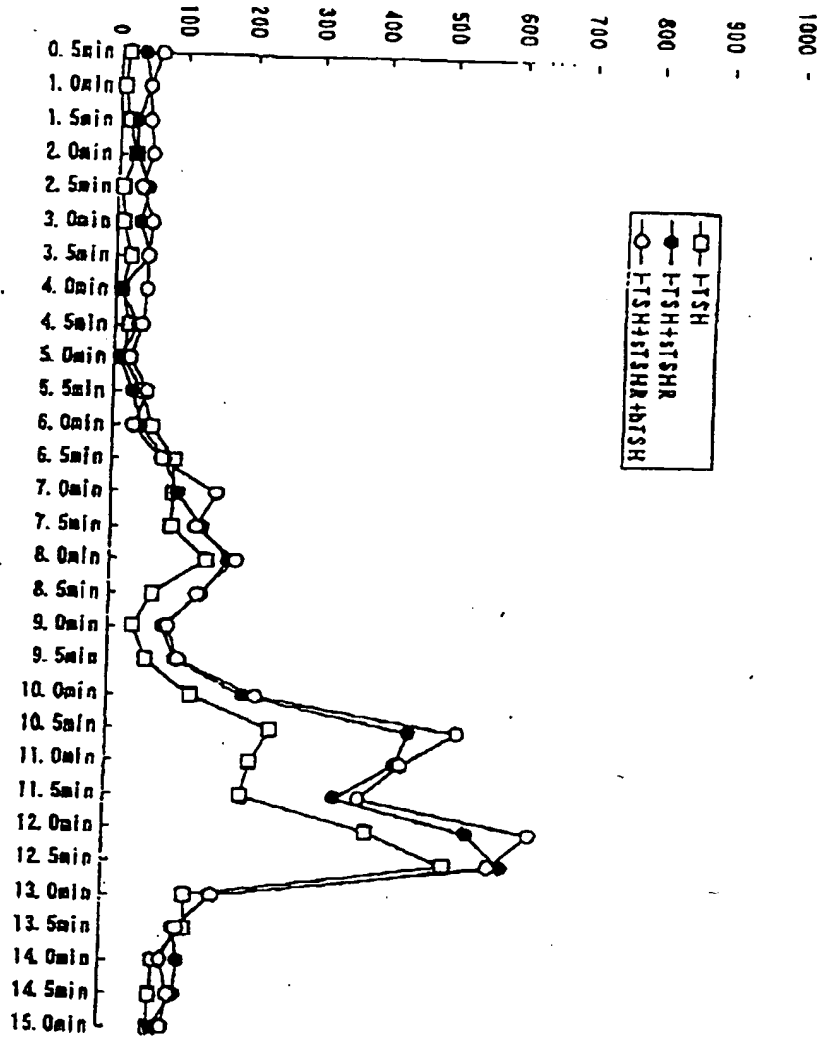 0
100
200
300
400
500
600
700
800
900
1000
0. 5min
1. 0min
1. 5min
2. 0min
2. 5min
3. 0min
3. 5min
4. 0min
4. 5min
5. 0min
5. 5min
6. 0min
6. 5min
7. 0min
7. 5min
8. 0min
8. 5min
9. 0min
9. 5min
10. 0min
10. 5min
11. 0min
11. 5min
12. 0min
12. 5min
13. 0min
13. 5min
14. 0min
14. 5min
15. 0min
I-TSH
I-TSH+sTSHR
I-TSH+sTSHR+bTSH